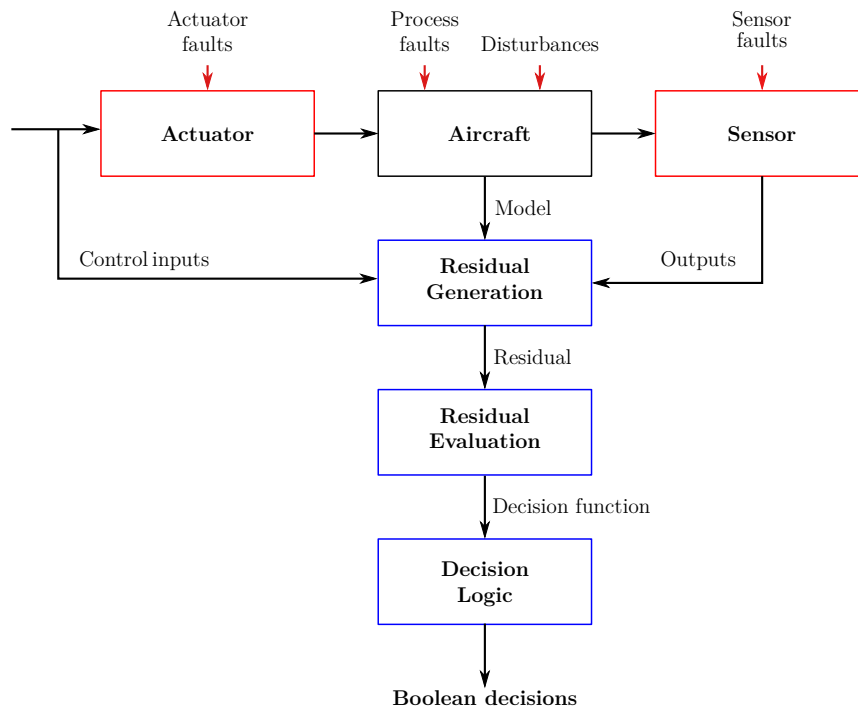 Actuator
faults
Process
faults
Disturbances
Sensor
faults
Actuator
Aircraft
Sensor
Model
Control inputs
Residual
Generation
Outputs
Residual
Residual
Evaluation
Decision function
Decision
Logic
Boolean decisions